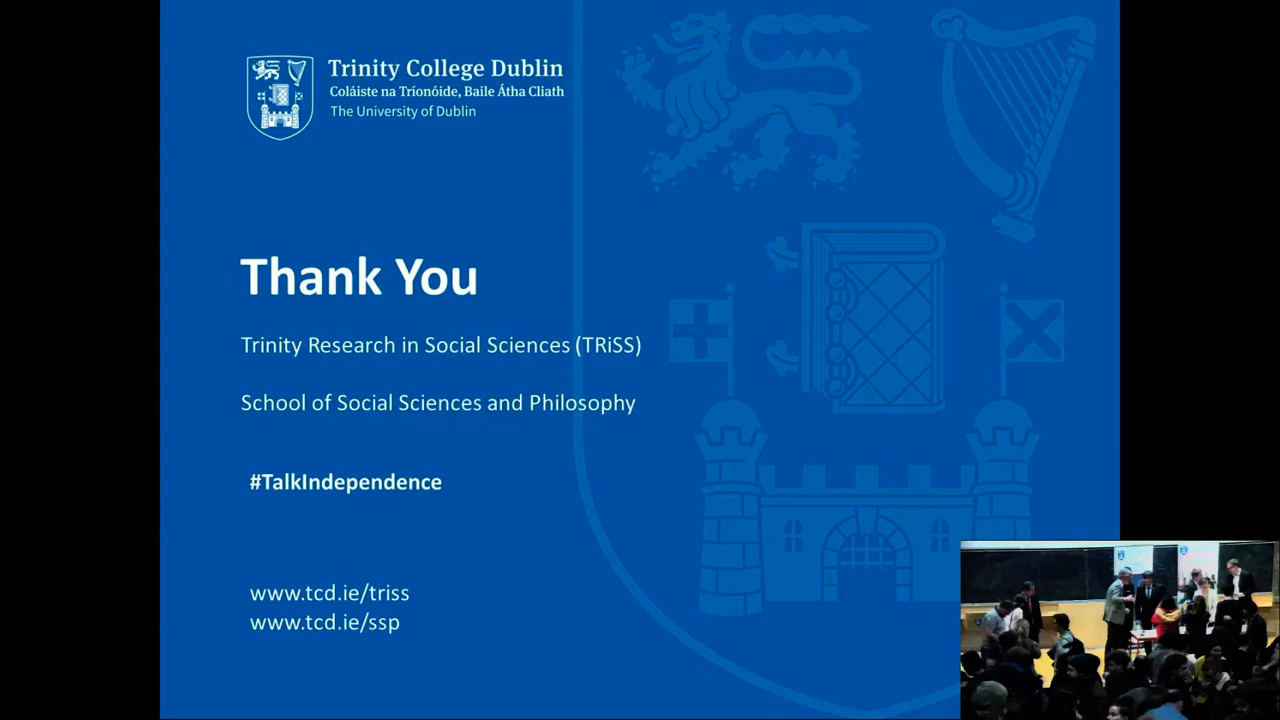 Trinity College Dublin
Coláiste na Tríonóide, Baile Átha Cliath
The University of Dublin
Thank You
Trinity Research in Social Sciences (TRiSS)
School of Social Sciences and Philosophy
#TalkIndependence
www.tcd.ie/triss
www.tcd.ie/ssp